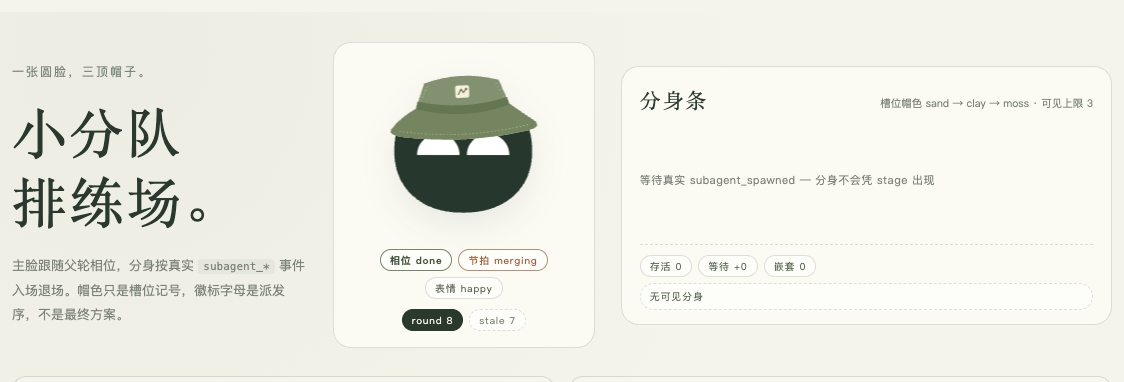 一张圆脸，三顶帽子。
小分队
排练场。
主脸跟随父轮相位，分身按真实 subagent_* 事件
入场退场。帽色只是槽位记号，徽标字母是派发
序，不是最终方案。
相位 done 节拍 merging
表情 happy
round 8 stale 7
分身条 槽位帽色 sand → clay → moss · 可见上限 3
等待真实 subagent_spawned — 分身不会凭 stage 出现
存活 0 等待 +0 嵌套 0
无可见分身